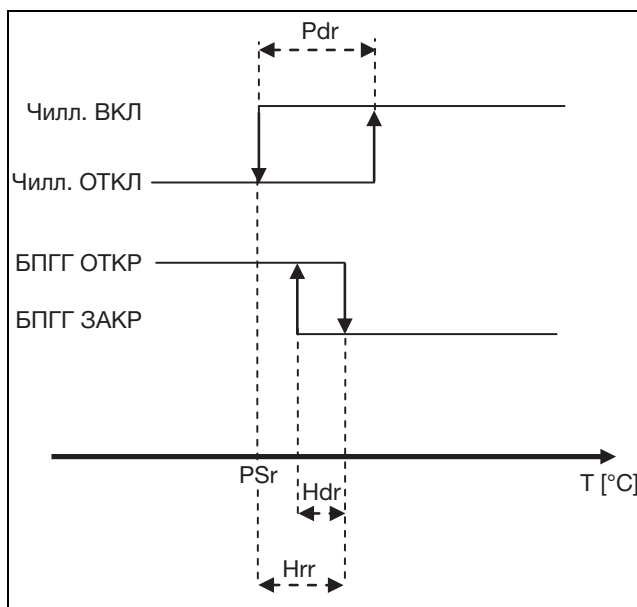 Pdr
Чилл. ВКЛ
Чилл. ОТКЛ
БПГГ ОТКР
БПГГ ЗАКР
PSr
T [°C]
Hdr
Hrr